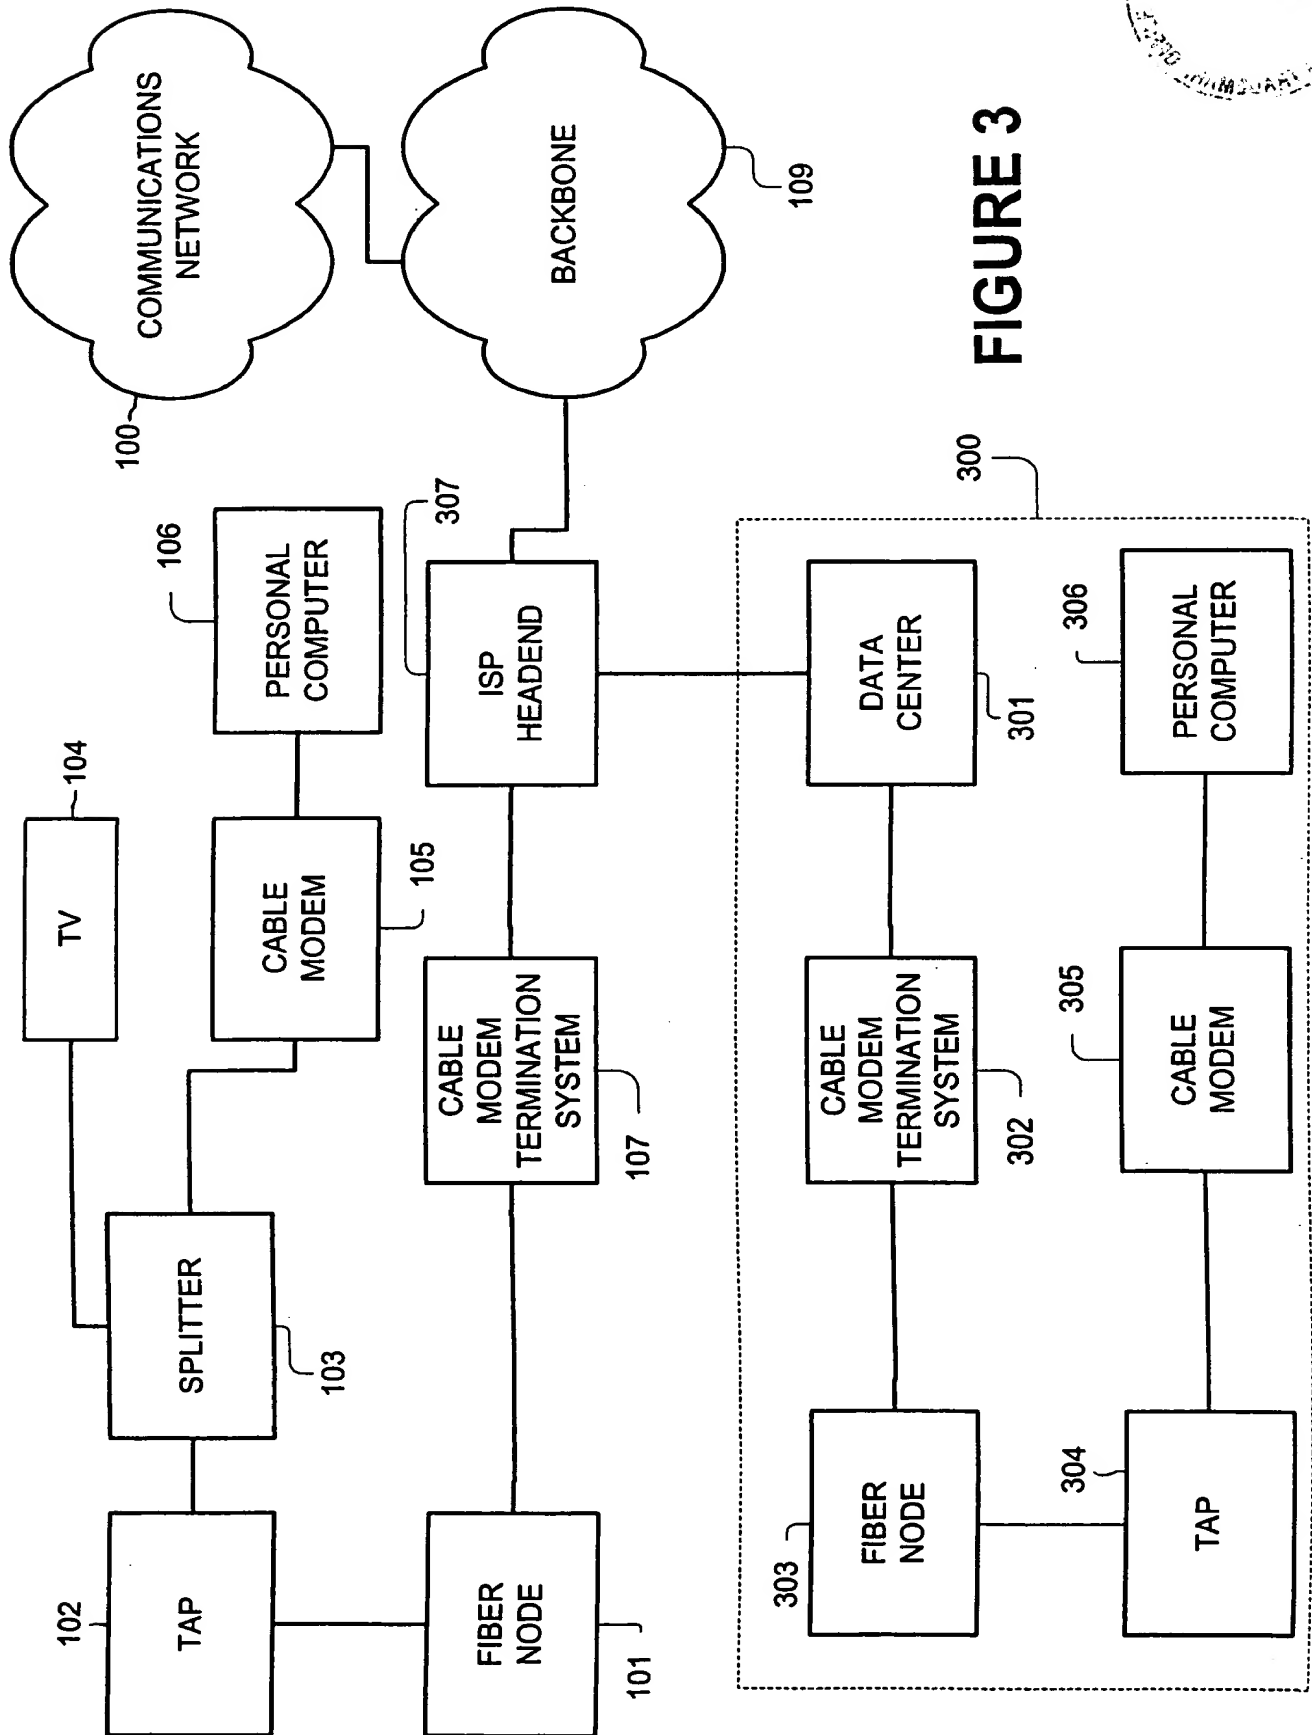 102
TAP
SPLITTER
103
TV
104
CABLE
MODEM
105
106
PERSONAL
COMPUTER
100
COMMUNICATIONS
NETWORK
FIBER
NODE
101
CABLE
MODEM
TERMINATION
SYSTEM
107
307
ISP
HEADEND
BACKBONE
109
303
FIBER
NODE
CABLE
MODEM
TERMINATION
SYSTEM
302
DATA
CENTER
301
300
304
TAP
305
CABLE
MODEM
306
PERSONAL
COMPUTER
FIGURE 3